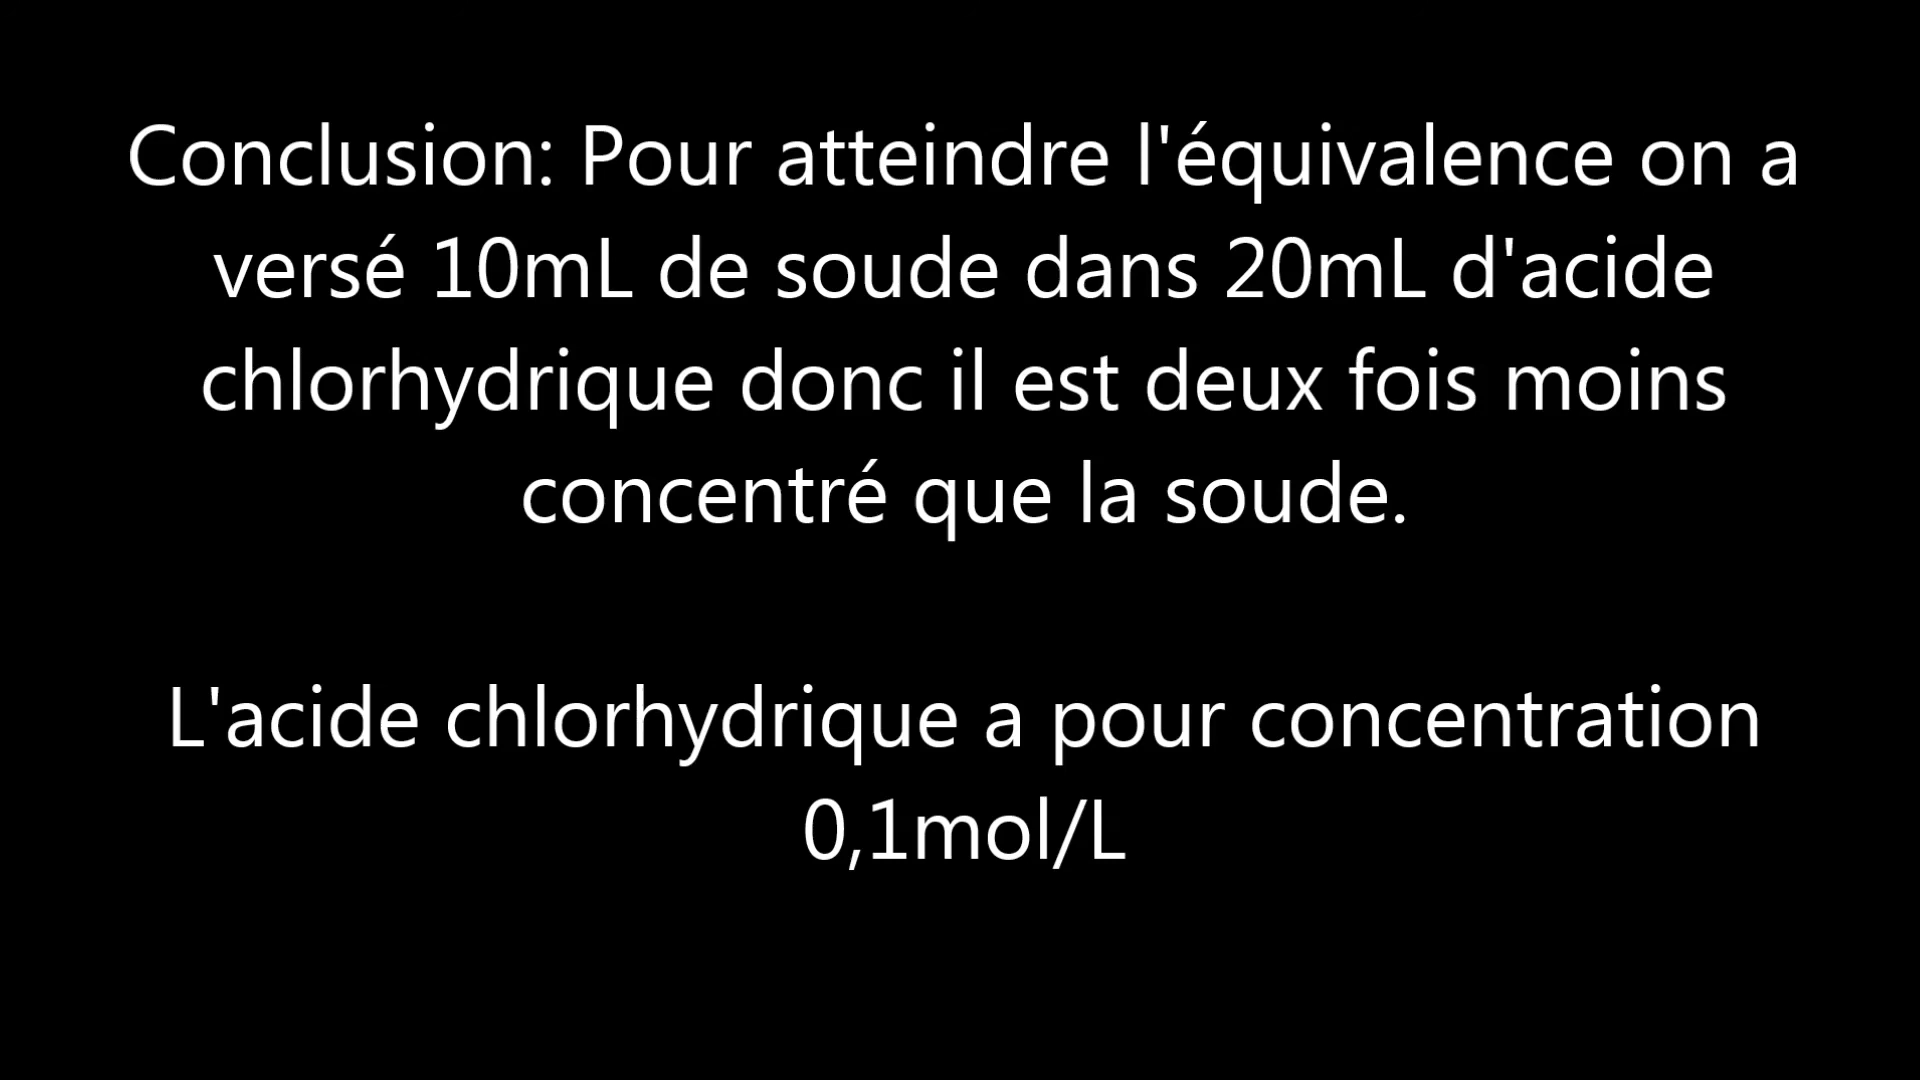 Conclusion: Pour atteindre l'équivalence on a
versé 10mL de soude dans 20mL d'acide
chlorhydrique donc il est deux fois moins
concentré que la soude.
L'acide chlorhydrique a pour concentration
0,1mol/L